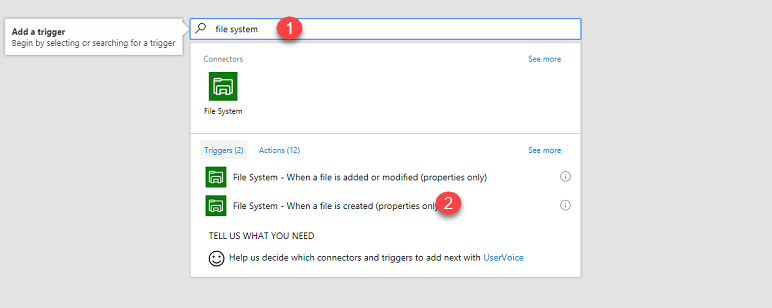 Add a trigger
Begin by selecting or searching for a trigger
file system
1
Connectors
See more
File System
Triggers (2)
Actions (12)
See more
File System - When a file is added or modified (properties only)
File System - When a file is created (properties only
2
TELL US WHAT YOU NEED
Help us decide which connectors and triggers to add next with UserVoice